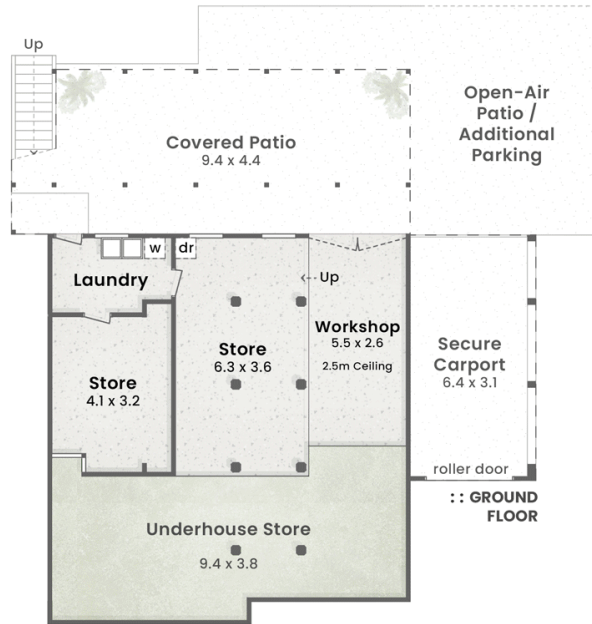 Up
Open-Air
Patio /
Additional
Parking
Covered Patio
9.4 x 4.4
w
dr
Laundry
Up
Workshop
5.5 x 2.6
2.5m Ceiling
Store
6.3 x 3.6
Secure
Carport
6.4 x 3.1
Store
4.1 x 3.2
roller door
:: GROUND
FLOOR
Underhouse Store
9.4 x 3.8